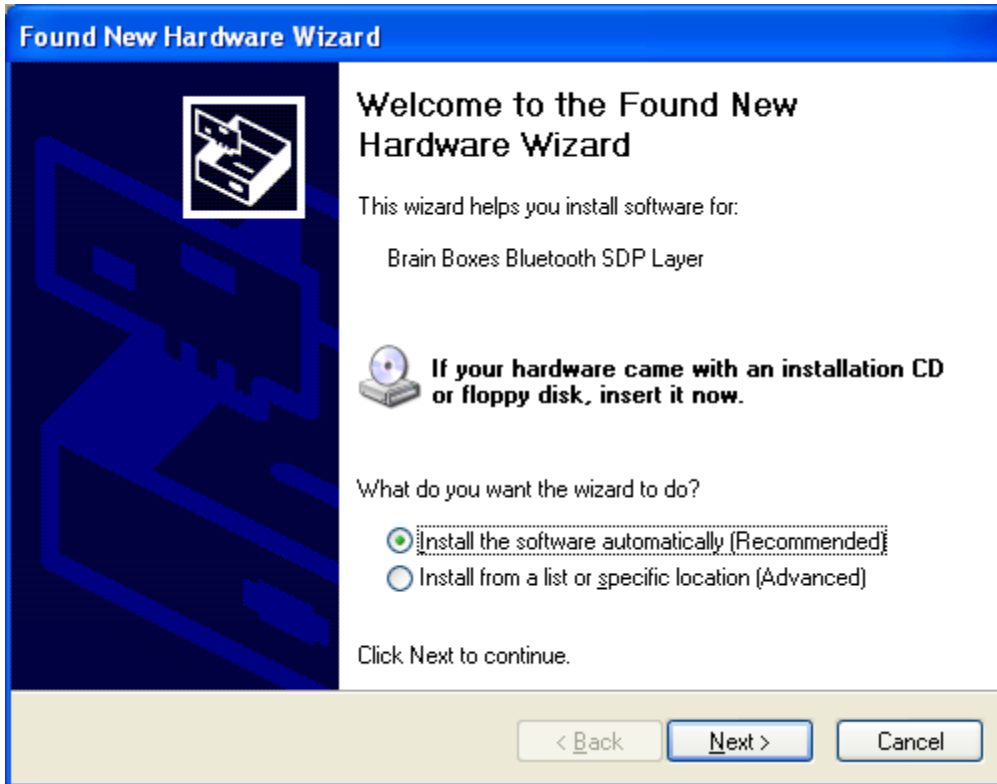 Found New Hardware Wizard
Welcome to the Found New
Hardware Wizard
This wizard helps you install software for:
Brain Boxes Bluetooth SDP Layer
If your hardware came with an installation CD
or floppy disk, insert it now.
What do you want the wizard to do?
Install the software automatically (Recommended)
Install from a list or specific location (Advanced)
Click Next to continue.
< Back Next > Cancel